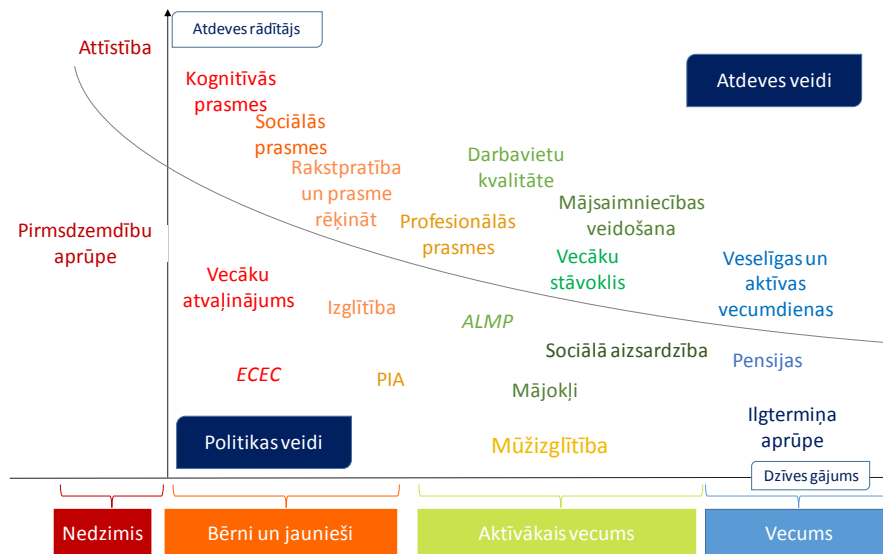 Atdeves rādītājs
Attīstība
Atdeves veidi
Kognitīvās
prasmes
Sociālās
prasmes
Rakstpratība
un prasme
rēķināt
Darbavietu
kvalitāte
Profesionālās
prasmes
Mājsaimniecības
veidošana
Pirmsdzemdību
aprūpe
Vecāku
stāvoklis
Veselīgas un
aktīvas
vecumdienas
Vecāku
atvaļinājums
Izglītība
ALMP
Sociālā aizsardzība
Pensijas
ECEC
PIA
Mājokļi
Ilgtermiņa
aprūpe
Politikas veidi
Mūžizglītība
Dzīves gājums
Nedzimis
Bērni un jaunieši
Aktīvākais vecums
Vecums